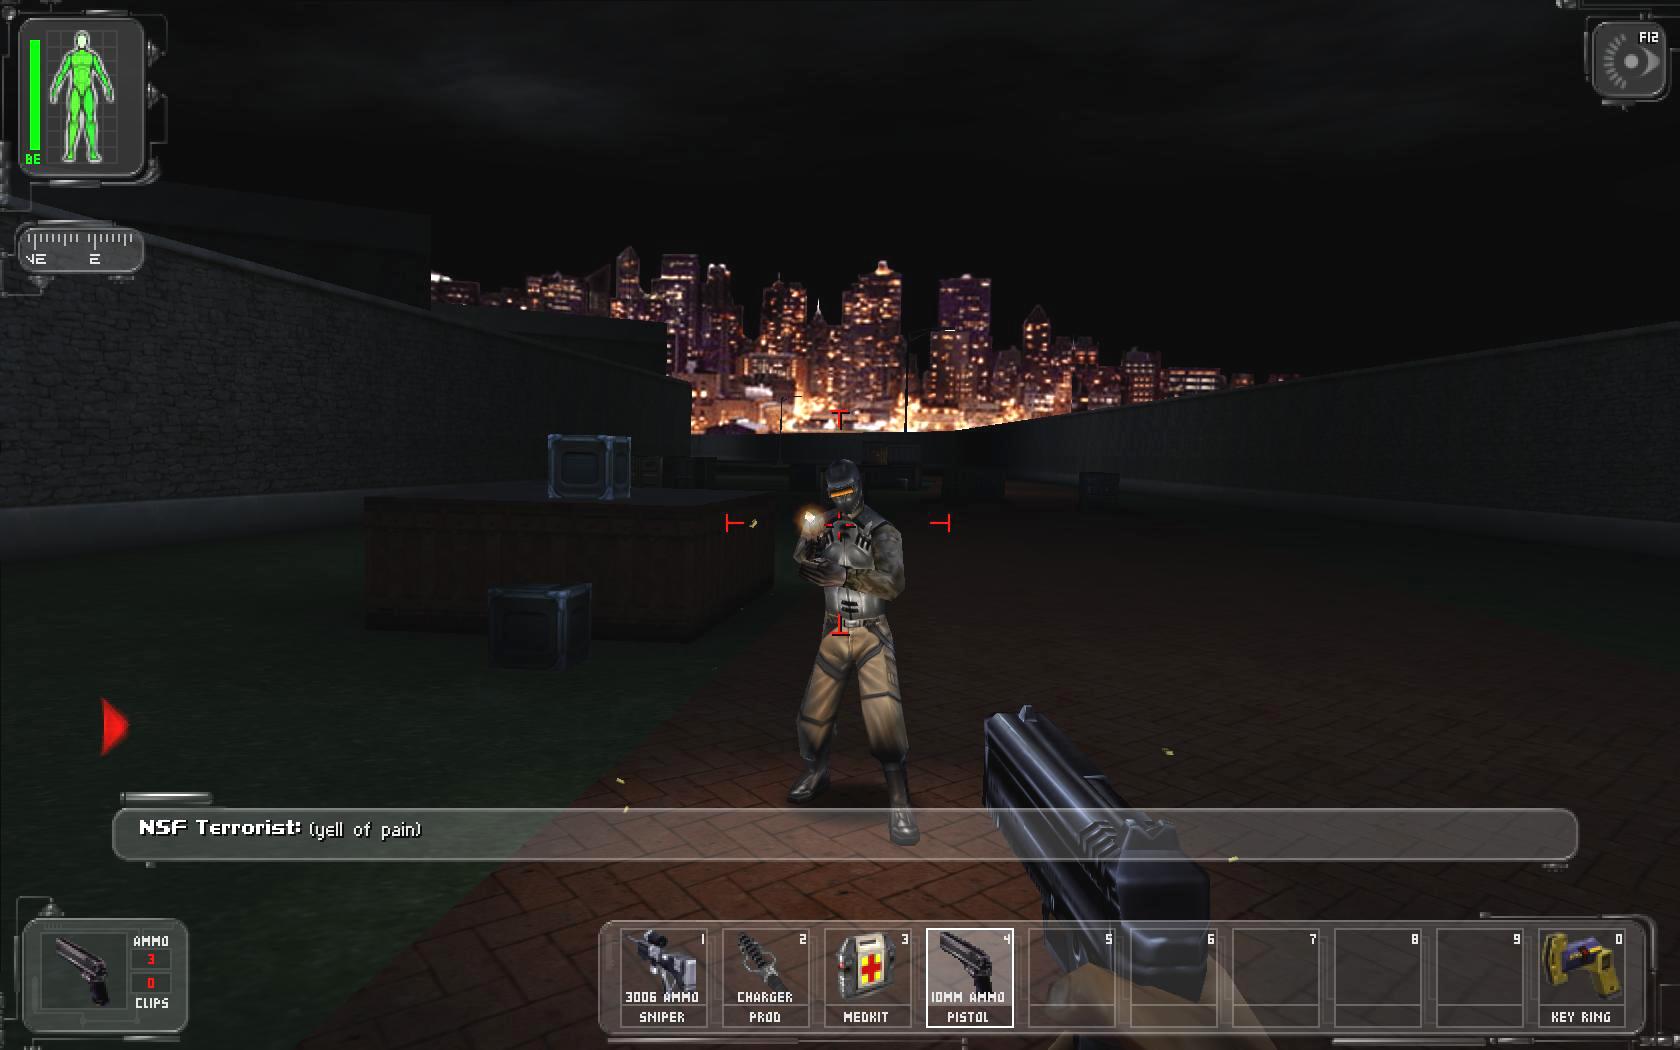 F12
BE
NE E
NSF Terrorist: (yell of pain)
AMMO
3
0
CLIPS
1 2 3 4 5 6 7 8 9 0
3006 AMMO CHARGER 10MM AMMO
SNIPER PROD MEDKIT PISTOL KEY RING